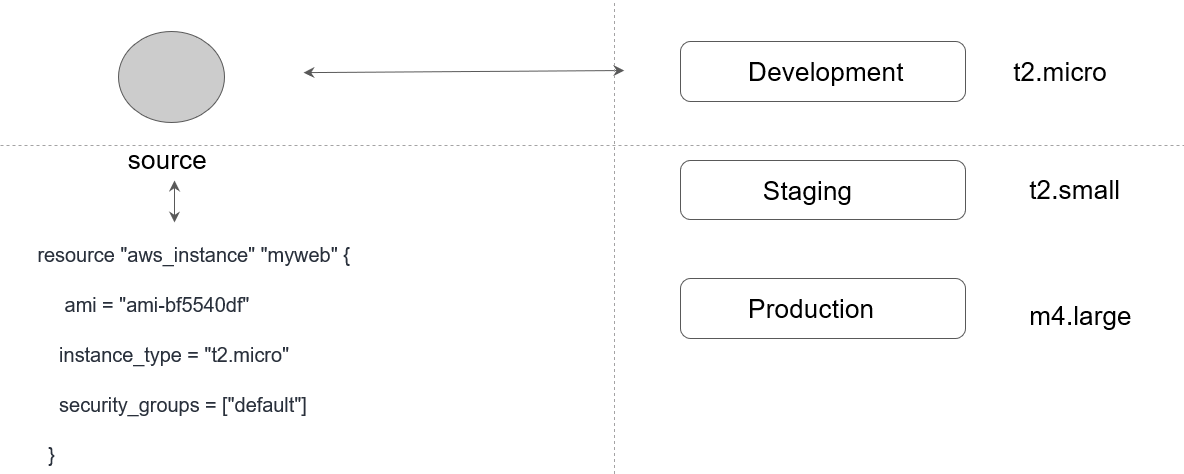 Development t2.micro
source
Staging t2.small
resource "aws_instance" "myweb" {
ami = "ami-bf5540df"
Production m4.large
instance_type = "t2.micro"
security_groups = ["default"]
}